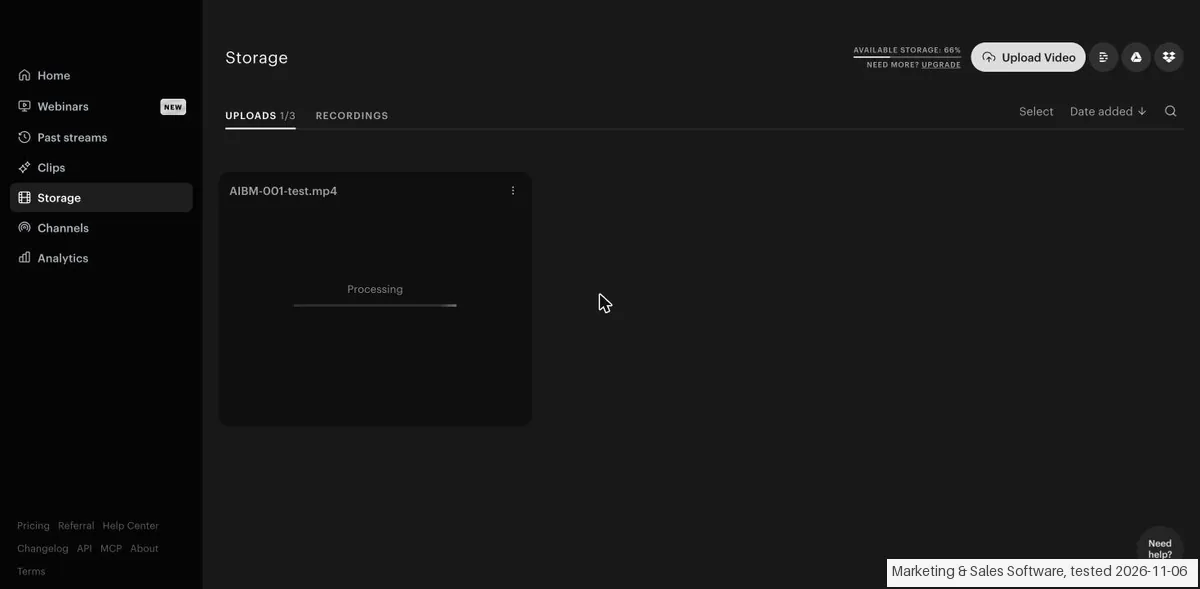 Storage
AVAILABLE STORAGE: 66%
NEED MORE? UPGRADE
Upload Video
Home
Webinars NEW
Past streams
Clips
Storage
Channels
Analytics
UPLOADS 1/3 RECORDINGS
Select Date added ↓
AIBM-001-test.mp4
Processing
Pricing Referral Help Center
Changelog API MCP About
Terms
Need
help?
Marketing & Sales Software, tested 2026-11-06